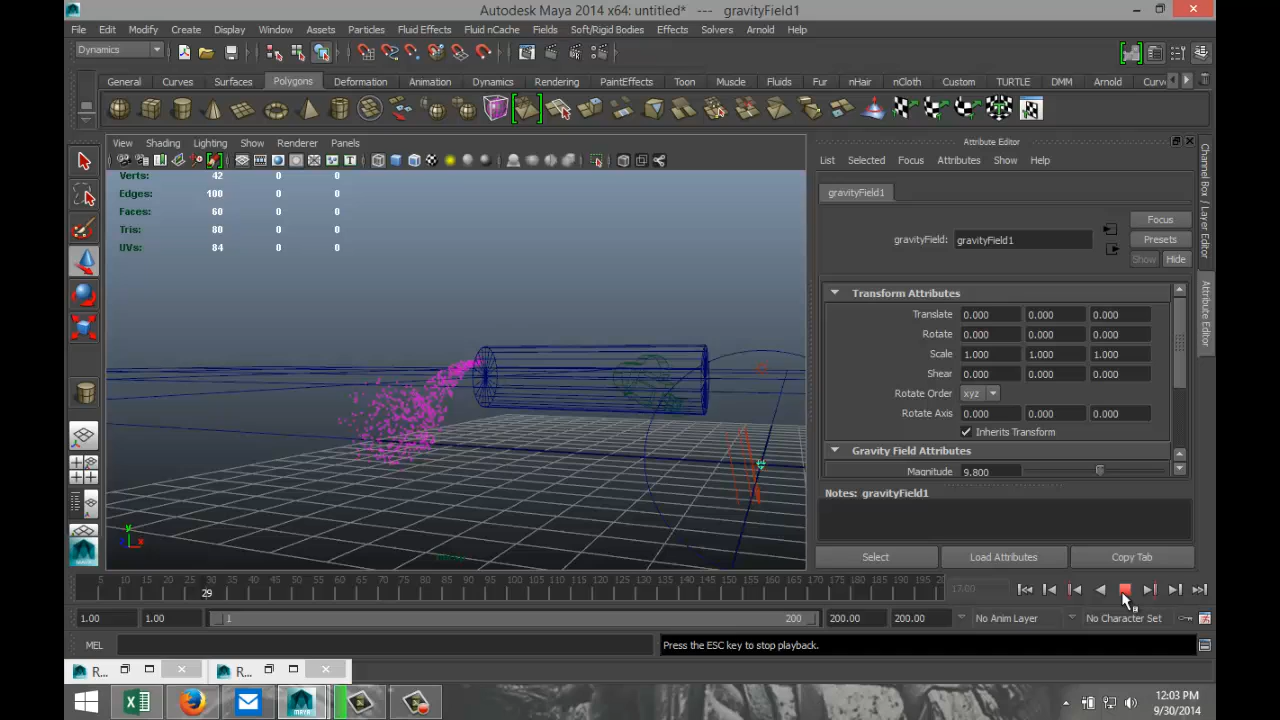 Autodesk Maya 2014 x64: untitled* --- gravityField1
File Edit Modify Create Display Window Assets Particles Fluid Effects Fluid nCache Fields Soft/Rigid Bodies Effects Solvers Arnold Help
Dynamics
General Curves Surfaces Polygons Deformation Animation Dynamics Rendering PaintEffects Toon Muscle Fluids Fur nHair nCloth Custom TURTLE DMM Arnold Curv
View Shading Lighting Show Renderer Panels
Attribute Editor
List Selected Focus Attributes Show Help
Verts: 42 0 0
Edges: 100 0 0
Faces: 60 0 0
Tris: 80 0 0
UVs: 84 0 0
gravityField1
gravityField: gravityField1
Focus
Presets
Show Hide
Transform Attributes
Translate 0.000 0.000 0.000
Rotate 0.000 0.000 0.000
Scale 1.000 1.000 1.000
Shear 0.000 0.000 0.000
Rotate Order xyz
Rotate Axis 0.000 0.000 0.000
Inherits Transform
Gravity Field Attributes
Magnitude 9.800
Notes: gravityField1
Select Load Attributes Copy Tab
Channel Box / Layer Editor
Attribute Editor
y
z x
5 10 15 20 25 30 35 40 45 50 55 60 65 70 75 80 85 90 95 100 105 110 115 120 125 130 135 140 145 150 155 160 165 170 175 180 185 190 195 20
29
17.00
1.00 1.00 1 200 200.00 200.00 No Anim Layer No Character Set
MEL Press the ESC key to stop playback.
R... R...
MAYA
12:03 PM
9/30/2014